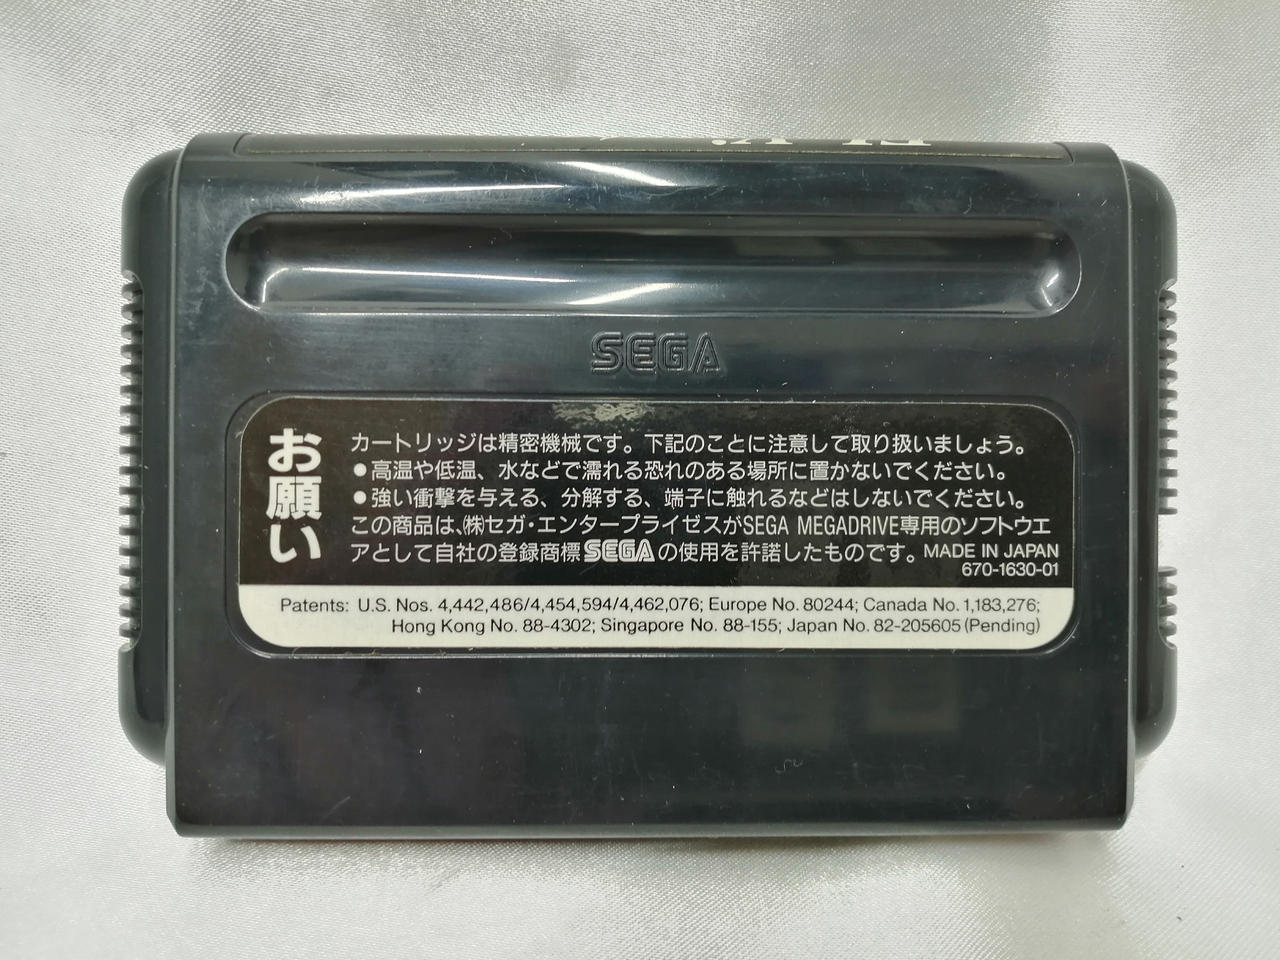 SEGA
お願い
カートリッジは精密機械です。下記のことに注意して取り扱いましょう。
●高温や低温、水などで濡れる恐れのある場所に置かないでください。
●強い衝撃を与える、分解する、端子に触れるなどはしないでください。
この商品は、㈱セガ・エンタープライゼスがSEGA MEGADRIVE専用のソフトウエ
アとして自社の登録商標SEGAの使用を許諾したものです。MADE IN JAPAN
670-1630-01
Patents: U.S. Nos. 4,442,486/4,454,594/4,462,076; Europe No. 80244; Canada No. 1,183,276;
Hong Kong No. 88-4302; Singapore No. 88-155; Japan No. 82-205605 (Pending)